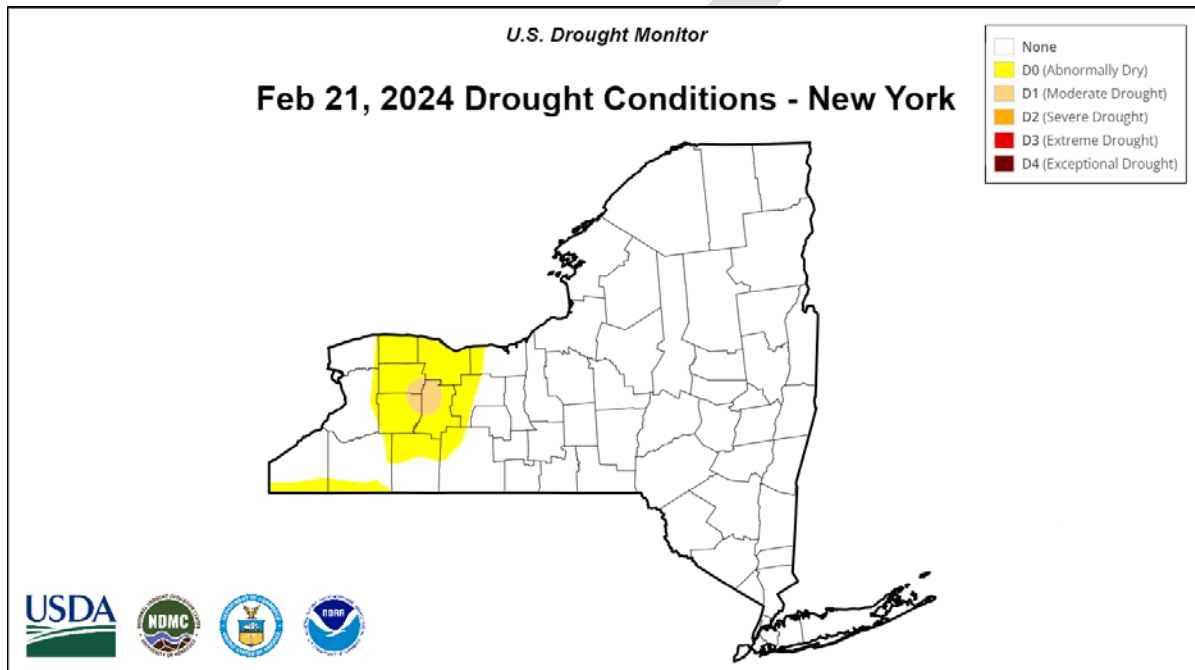 U.S. Drought Monitor
Feb 21, 2024 Drought Conditions - New York
None
D0 (Abnormally Dry)
D1 (Moderate Drought)
D2 (Severe Drought)
D3 (Extreme Drought)
D4 (Exceptional Drought)
USDA
NDMC
NOAA